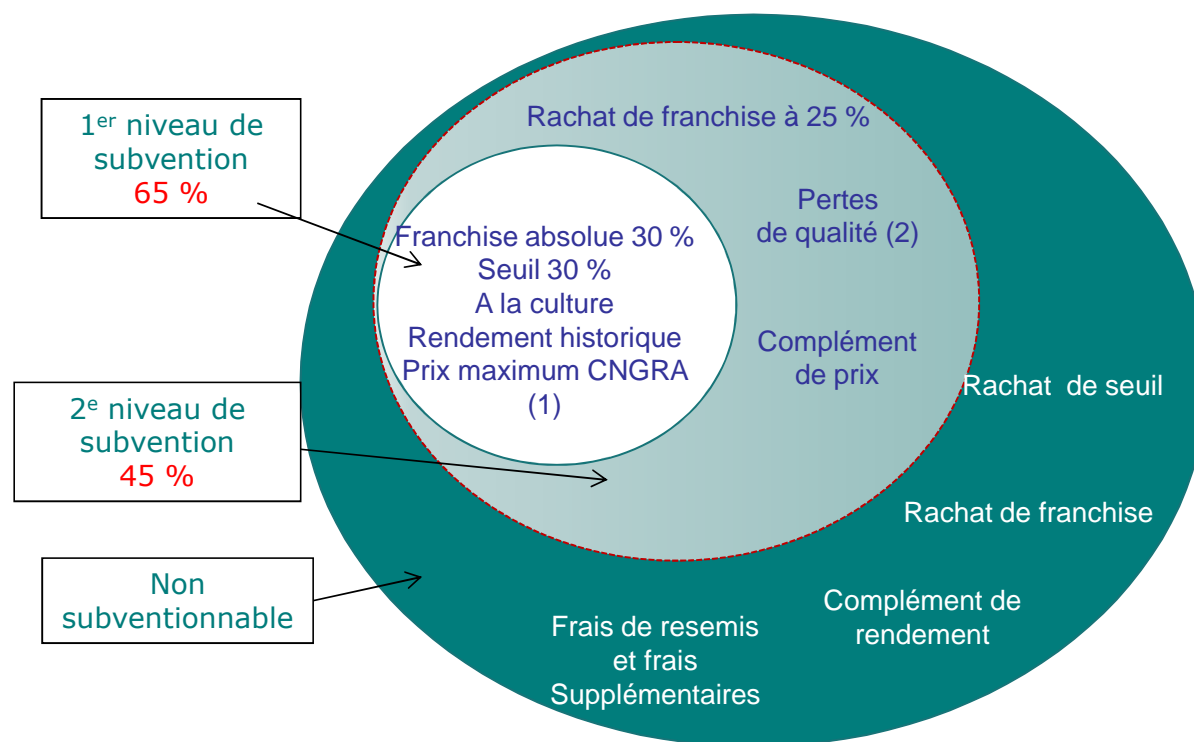 1er niveau de
subvention
65 %
2e niveau de
subvention
45 %
Non
subventionnable
Rachat de franchise à 25 %
Pertes
de qualité (2)
Complément
de prix
Franchise absolue 30 %
Seuil 30 %
A la culture
Rendement historique
Prix maximum CNGRA
(1)
Rachat de seuil
Rachat de franchise
Complément de
rendement
Frais de resemis
et frais
Supplémentaires